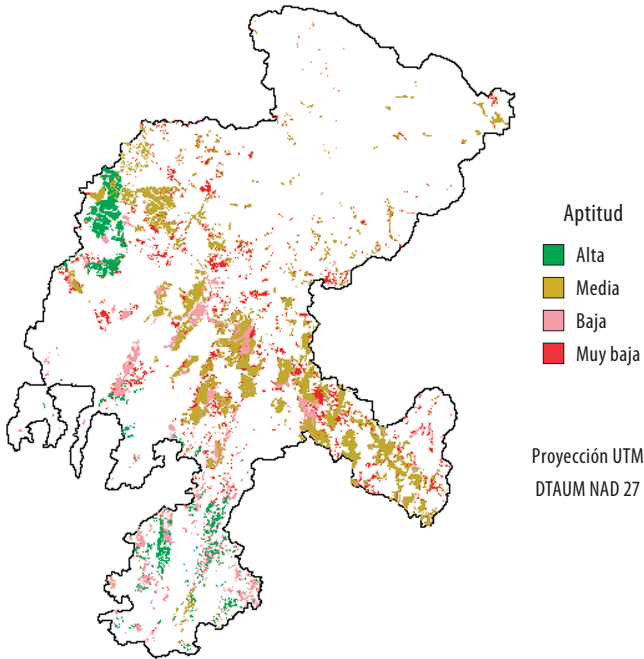 Aptitud
Alta
Media
Baja
Muy baja
Proyección UTM
DTAUM NAD 27